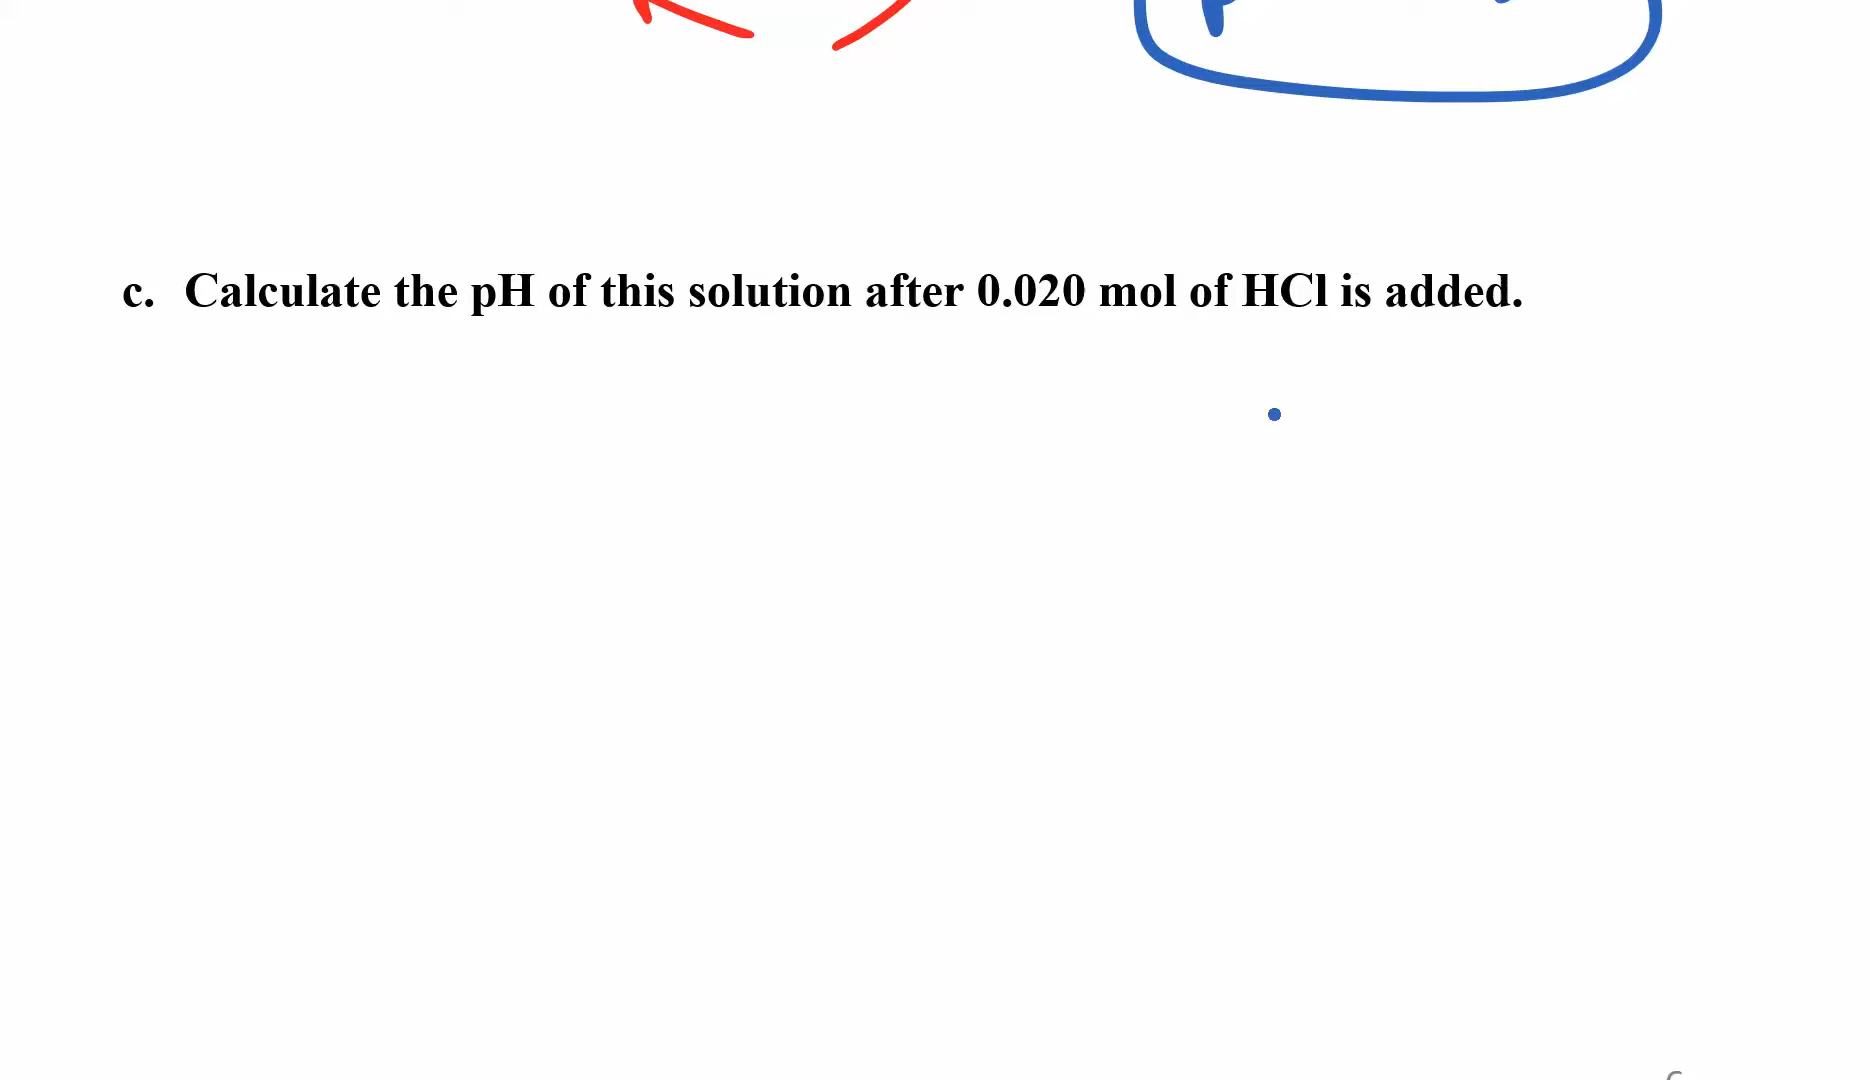 c. Calculate the pH of this solution after 0.020 mol of HCl is added.